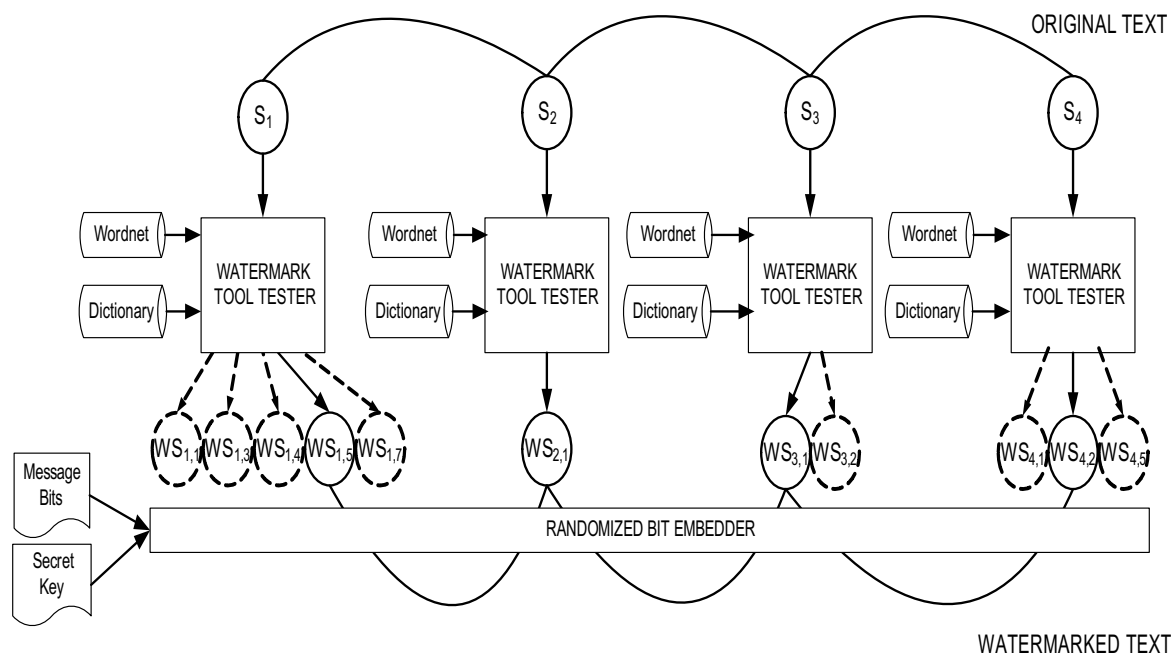 ORIGINAL TEXT
S1
S2
S3
S4
Wordnet
Dictionary
WATERMARK
TOOL TESTER
Wordnet
Dictionary
WATERMARK
TOOL TESTER
Wordnet
Dictionary
WATERMARK
TOOL TESTER
Wordnet
Dictionary
WATERMARK
TOOL TESTER
WS1,1
WS1,3
WS1,4
WS1,5
WS1,7
WS2,1
WS3,1
WS3,2
WS4,1
WS4,2
WS4,5
Message
Bits
Secret
Key
RANDOMIZED BIT EMBEDDER
WATERMARKED TEXT